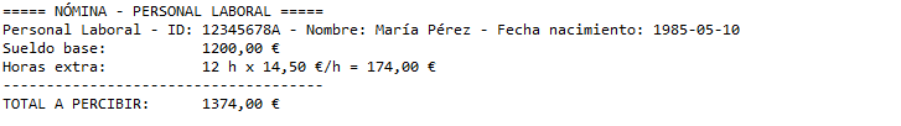 ===== NÓMINA - PERSONAL LABORAL =====
Personal Laboral - ID: 12345678A - Nombre: María Pérez - Fecha nacimiento: 1985-05-10
Sueldo base:           1200,00 €
Horas extra:           12 h x 14,50 €/h = 174,00 €
-------------------------------------
TOTAL A PERCIBIR:      1374,00 €